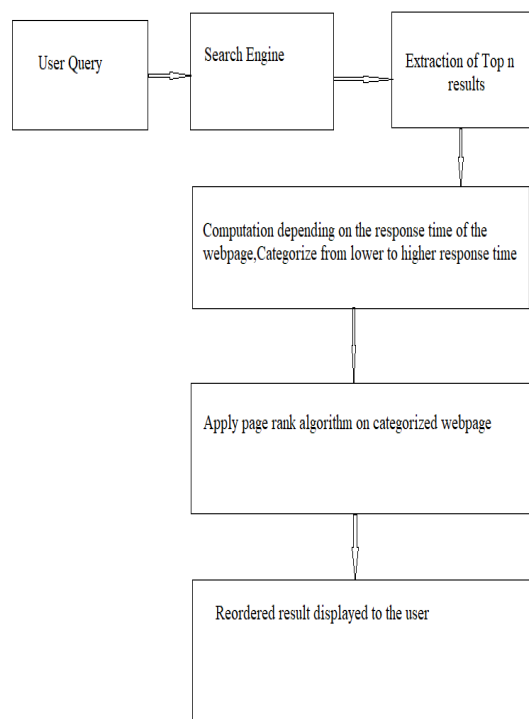 User Query
Search Engine
Extraction of Top n
results
Computation depending on the response time of the
webpage,Categorize from lower to higher response time
Apply page rank algorithm on categorized webpage
Reordered result displayed to the user